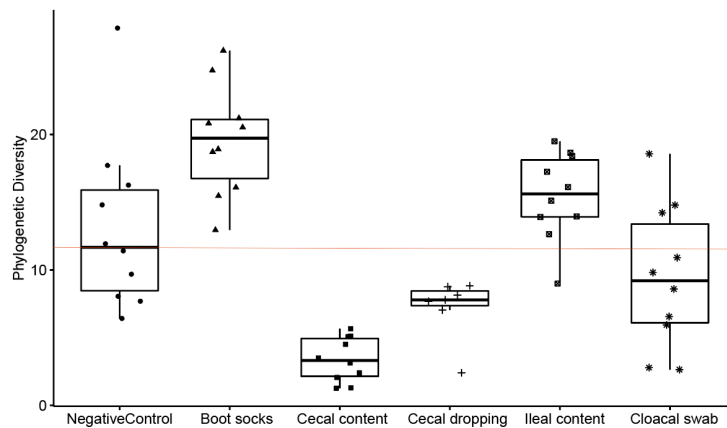 Phylogenetic Diversity
20
10
0
NegativeControl Boot socks Cecal content Cecal dropping Ileal content Cloacal swab